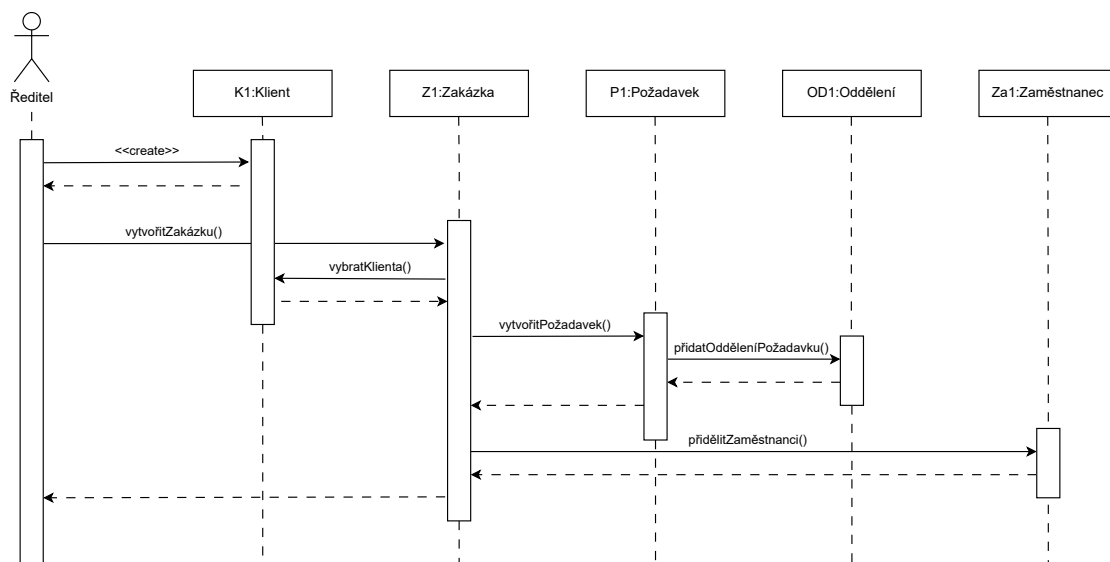 Ředitel
K1:Klient
Z1:Zakázka
P1:Požadavek
OD1:Oddělení
Za1:Zaměstnanec
<<create>>
vytvořitZakázku()
vybratKlienta()
vytvořitPožadavek()
přidatOdděleníPožadavku()
přidělitZaměstnanci()